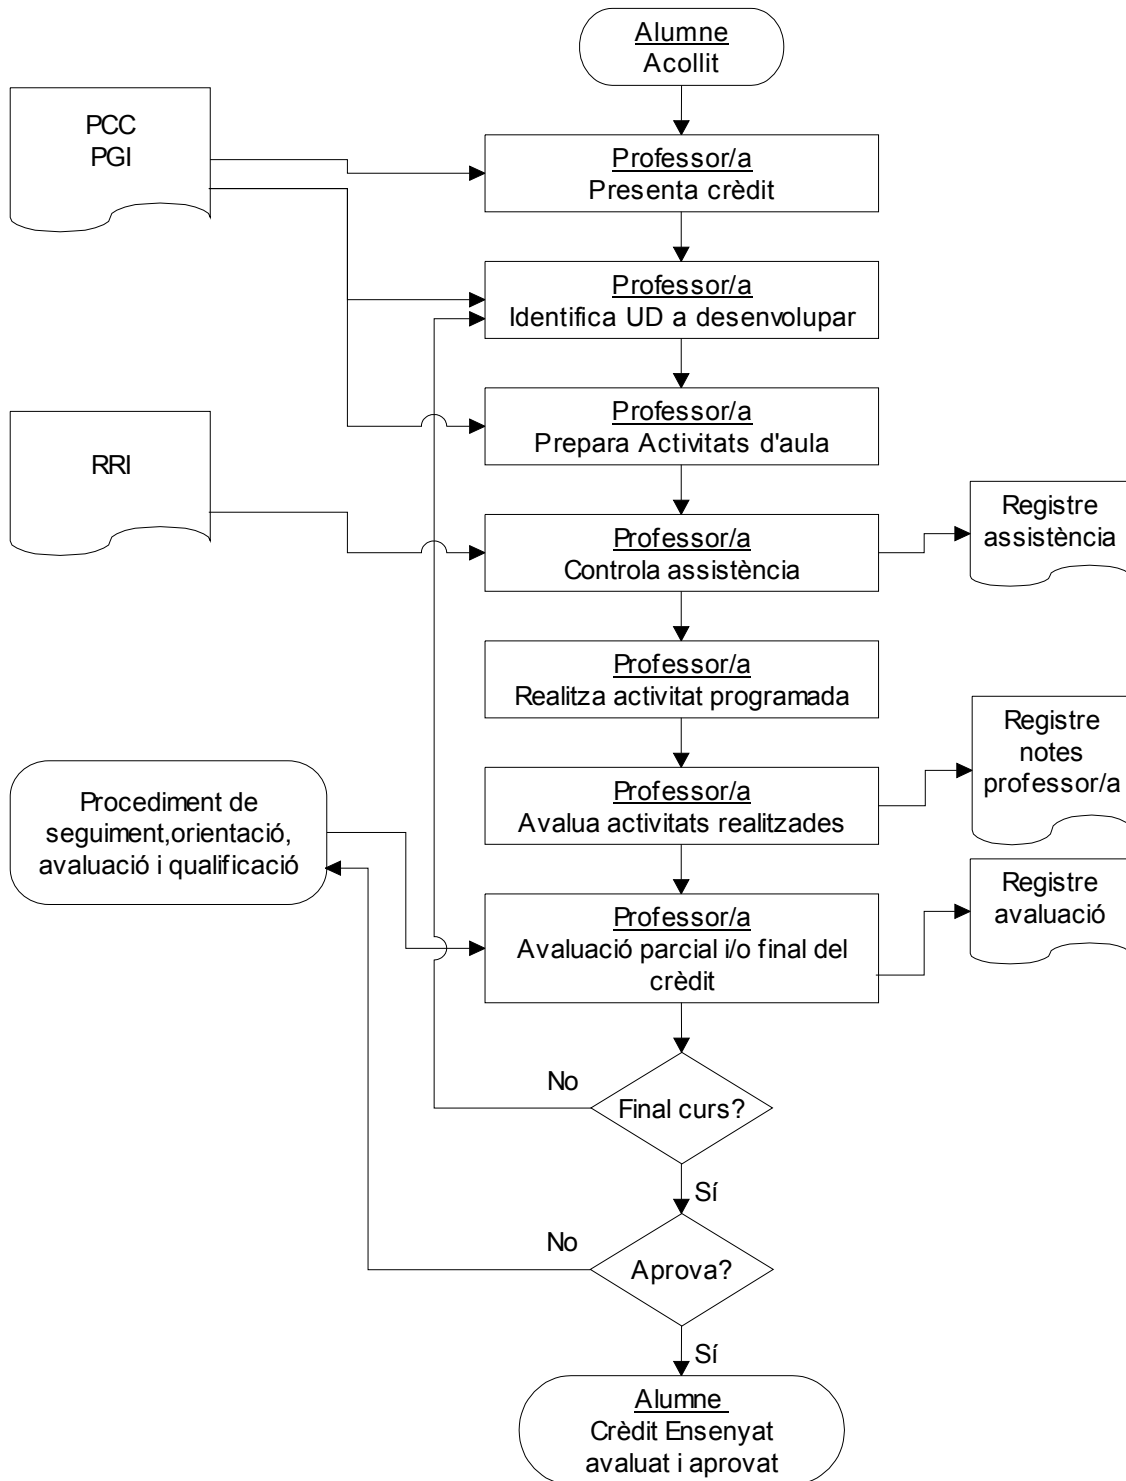 Alumne
Acollit
PCC
PGI
Professor/a
Presenta crèdit
Professor/a
Identifica UD a desenvolupar
Professor/a
Prepara Activitats d'aula
RRI
Professor/a
Controla assistència
Registre
assistència
Professor/a
Realitza activitat programada
Registre
notes
professor/a
Professor/a
Avalua activitats realitzades
Procediment de
seguiment,orientació,
avaluació i qualificació
Registre
avaluació
Professor/a
Avaluació parcial i/o final del
crèdit
No
Final curs?
Sí
No
Aprova?
Sí
Alumne
Crèdit Ensenyat
avaluat i aprovat